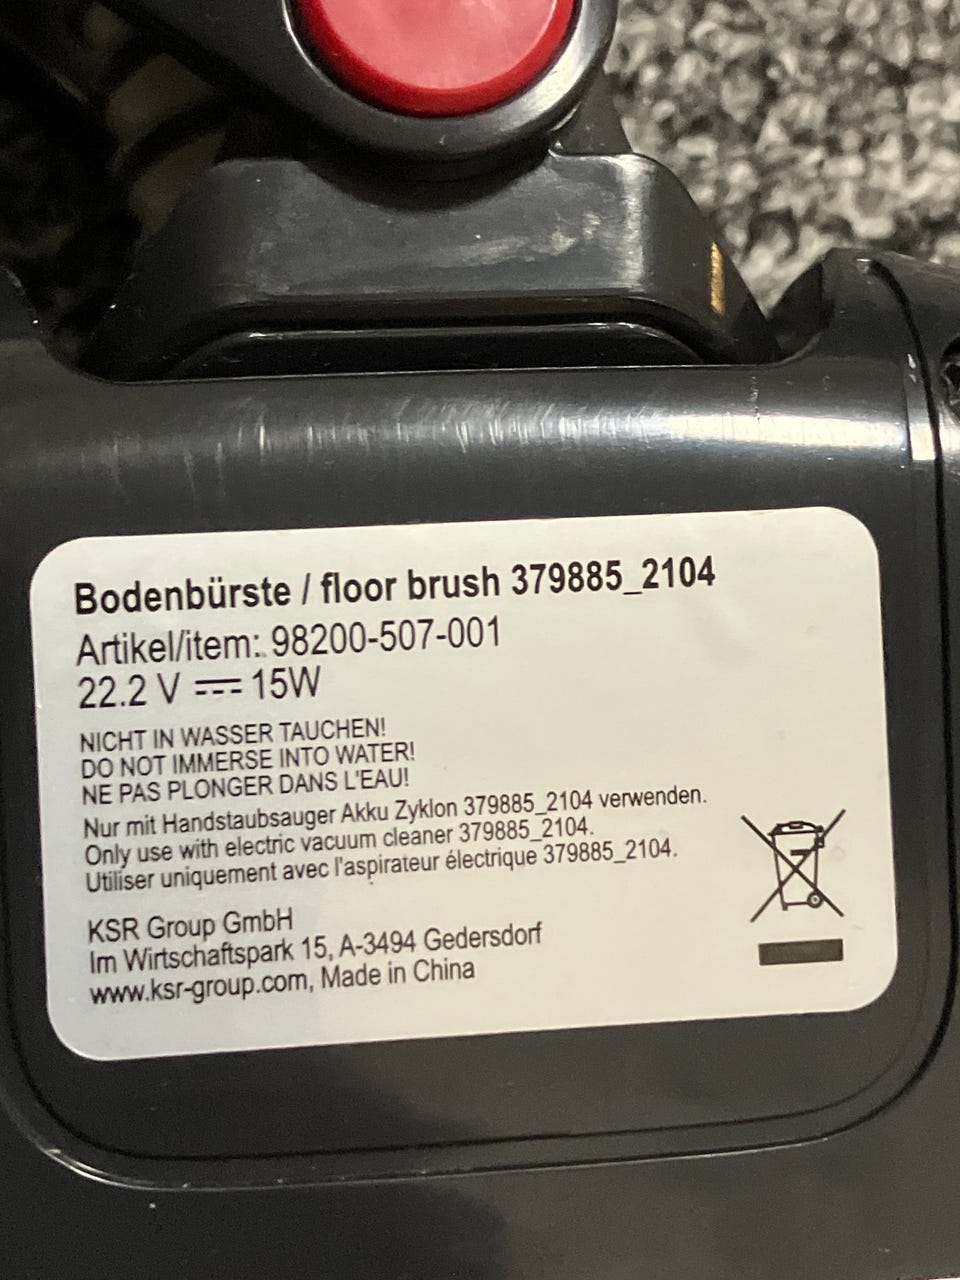 Bodenbürste / floor brush 379885_2104
Artikel/item: 98200-507-001
22.2 V ⎓ 15W
NICHT IN WASSER TAUCHEN!
DO NOT IMMERSE INTO WATER!
NE PAS PLONGER DANS L'EAU!
Nur mit Handstaubsauger Akku Zyklon 379885_2104 verwenden.
Only use with electric vacuum cleaner 379885_2104.
Utiliser uniquement avec l'aspirateur électrique 379885_2104.
KSR Group GmbH
Im Wirtschaftspark 15, A-3494 Gedersdorf
www.ksr-group.com, Made in China